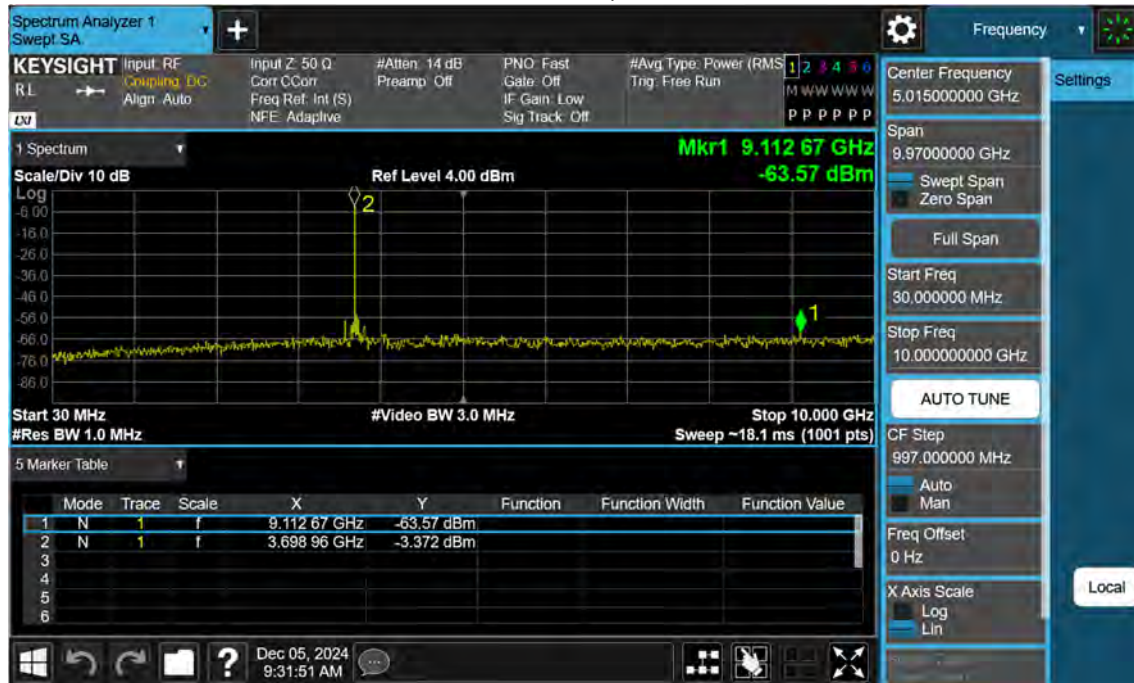 Spectrum Analyzer 1
Swept SA
Frequency
KEYSIGHT Input: RF Input Z: 50 Ω #Atten: 14 dB PNO: Fast #Avg Type: Power (RMS 1 2 3 4 5 6
RL Coupling: DC Corr CCorr Preamp: Off Gate: Off Trig: Free Run M W W W W W
Align: Auto Freq Ref: Int (S) IF Gain: Low
LXI NFE: Adaptive Sig Track: Off P P P P P P
1 Spectrum
Mkr1 9.112 67 GHz
Scale/Div 10 dB Ref Level 4.00 dBm -63.57 dBm
Log
-6.00
-16.0
-26.0
-36.0
-46.0
-56.0
-66.0
-76.0
-86.0
2
1
Start 30 MHz #Video BW 3.0 MHz Stop 10.000 GHz
#Res BW 1.0 MHz Sweep ~18.1 ms (1001 pts)
5 Marker Table
Mode Trace Scale X Y Function Function Width Function Value
1 N 1 f 9.112 67 GHz -63.57 dBm
2 N 1 f 3.698 96 GHz -3.372 dBm
3
4
5
6
Dec 05, 2024
9:31:51 AM
Center Frequency
5.015000000 GHz
Span
9.97000000 GHz
Swept Span
Zero Span
Full Span
Start Freq
30.000000 MHz
Stop Freq
10.000000000 GHz
AUTO TUNE
CF Step
997.000000 MHz
Auto
Man
Freq Offset
0 Hz
X Axis Scale
Log
Lin
Settings
Local